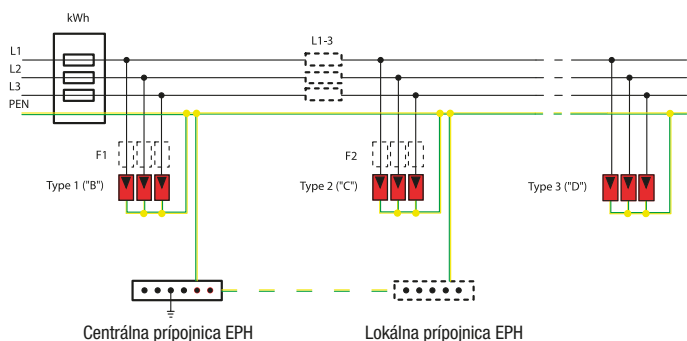 kWh
L1-3
L1
L2
L3
PEN
F1
F2
Type 1 ("B")
Type 2 ("C")
Type 3 ("D")
Centrálna prípojnica EPH
Lokálna prípojnica EPH